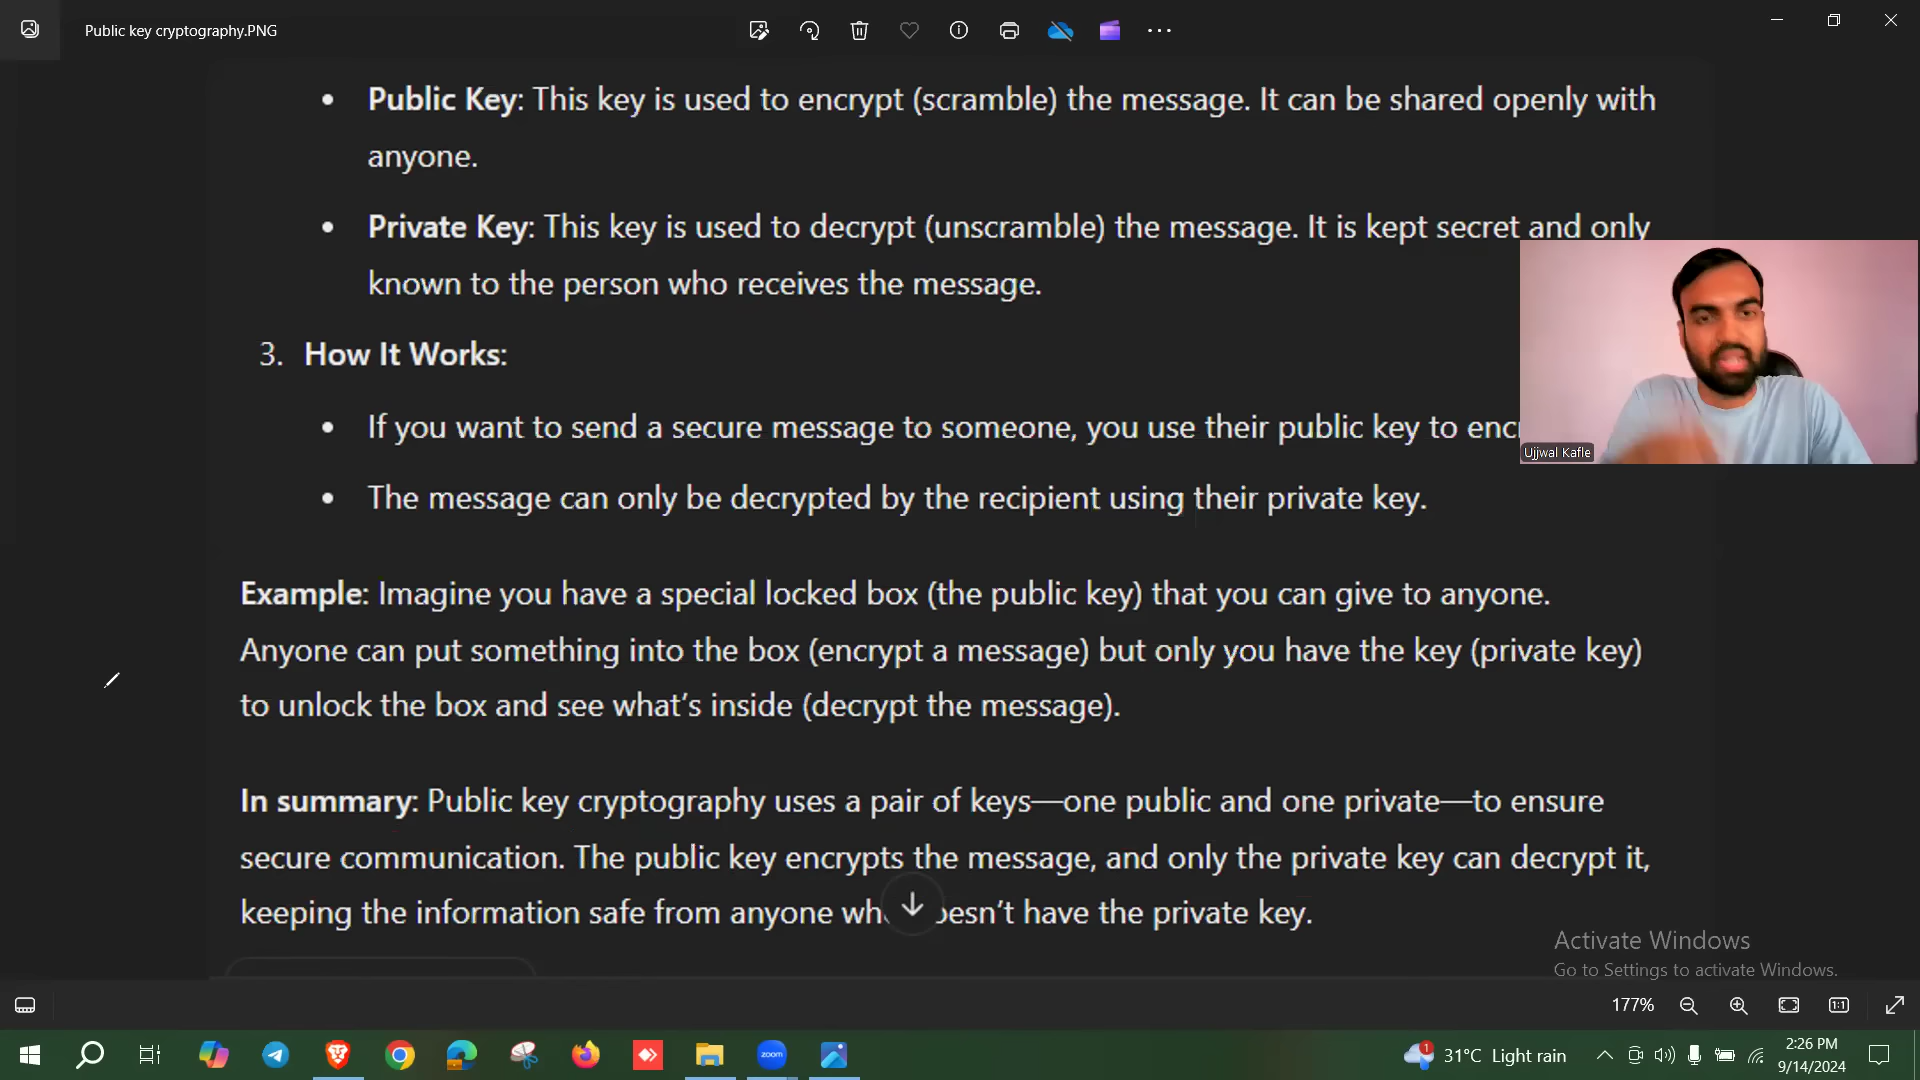 Public key cryptography.PNG
Public Key: This key is used to encrypt (scramble) the message. It can be shared openly with
anyone.
Private Key: This key is used to decrypt (unscramble) the message. It is kept secret and only
known to the person who receives the message.
3. How It Works:
If you want to send a secure message to someone, you use their public key to
Ujjwal Kafle
The message can only be decrypted by the recipient using their private key.
Example: Imagine you have a special locked box (the public key) that you can give to anyone.
Anyone can put something into the box (encrypt a message) but only you have the key (private key)
to unlock the box and see what's inside (decrypt the message).
In summary: Public key cryptography uses a pair of keys—one public and one private—to ensure
secure communication. The public key encrypts the message, and only the private key can decrypt it,
keeping the information safe from anyone have the private key.
Activate Windows
Go to Settings to activate Windows.
177%
1:1
zoom
1
31°C Light rain
2:26 PM
9/14/2024